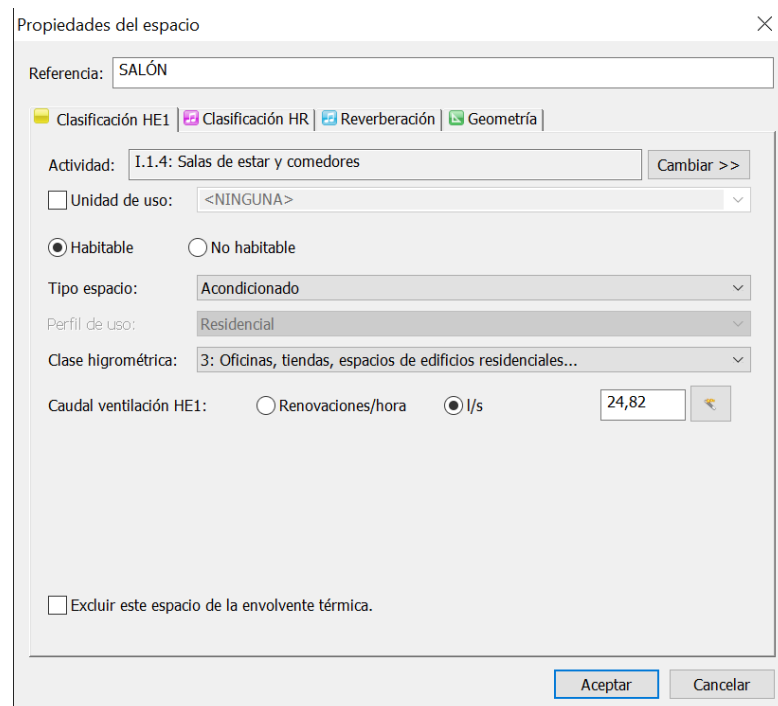 Propiedades del espacio
Referencia: SALÓN
Clasificación HE1 Clasificación HR Reverberación Geometría
Actividad: I.1.4: Salas de estar y comedores Cambiar >>
Unidad de uso: <NINGUNA>
Habitable No habitable
Tipo espacio: Acondicionado
Perfil de uso: Residencial
Clase higrométrica: 3: Oficinas, tiendas, espacios de edificios residenciales...
Caudal ventilación HE1: Renovaciones/hora l/s 24,82
Excluir este espacio de la envolvente térmica.
Aceptar Cancelar